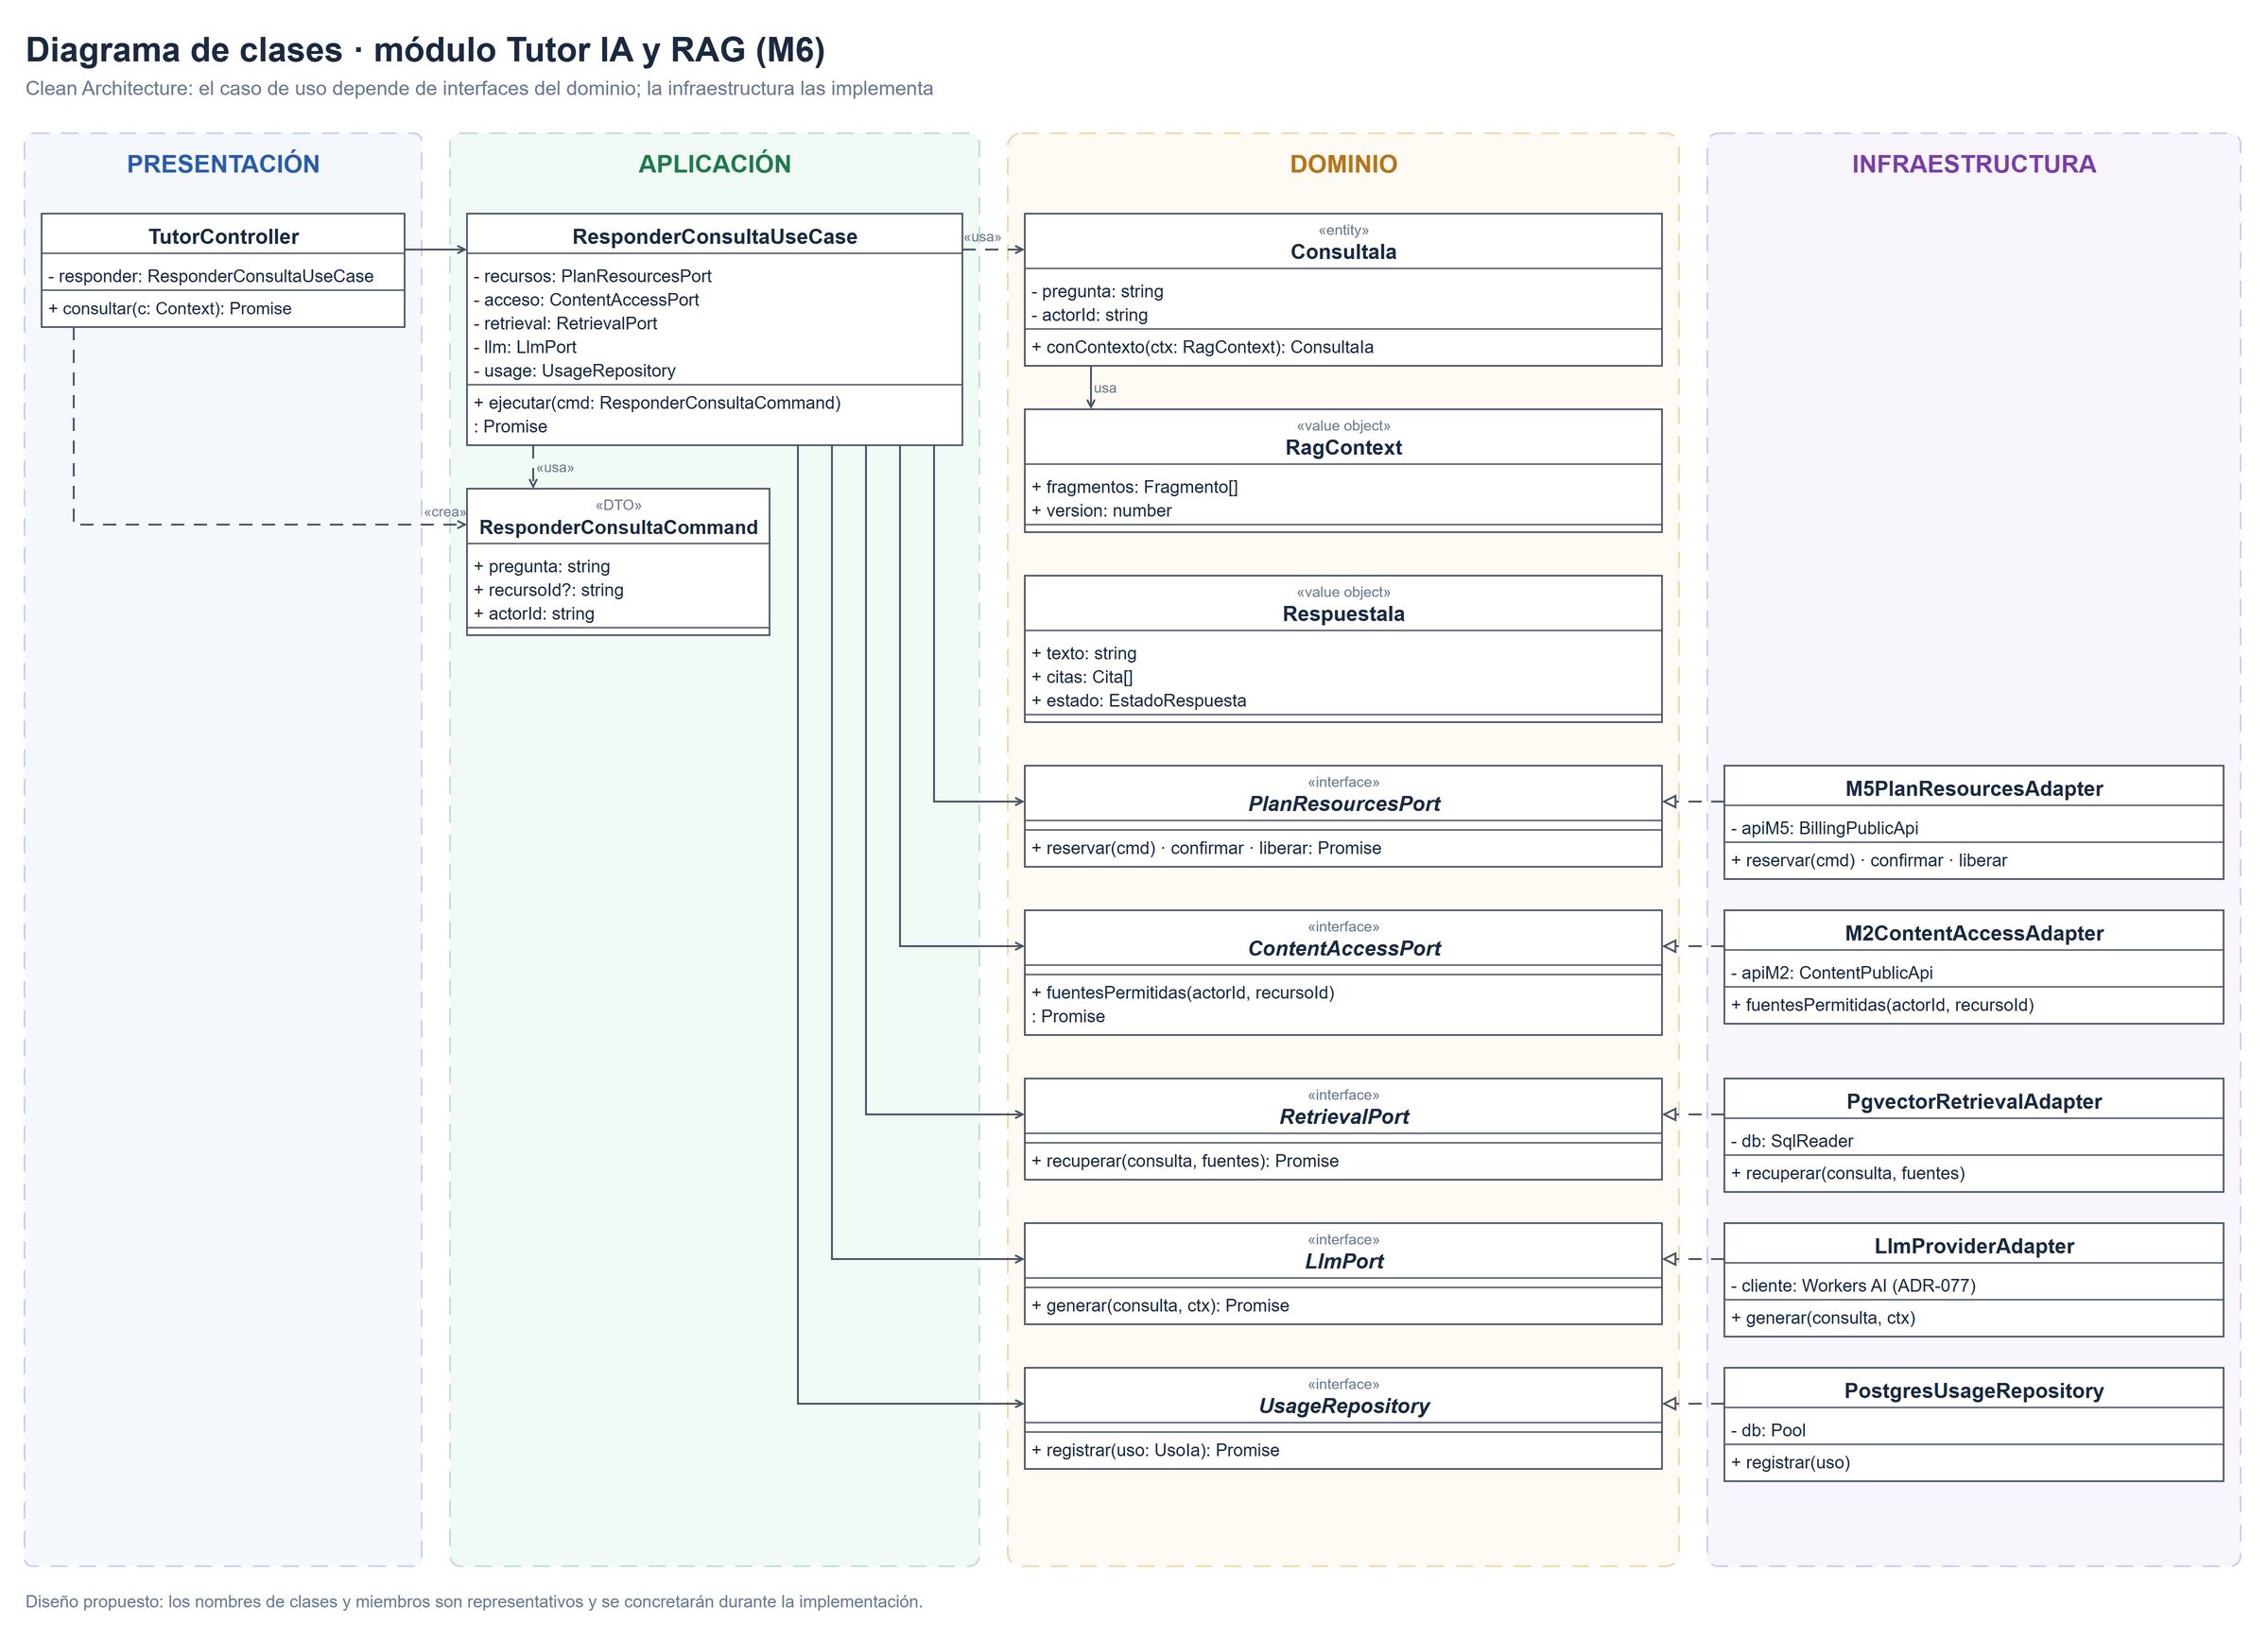 Diagrama de clases · módulo Tutor IA y RAG (M6)
Clean Architecture: el caso de uso depende de interfaces del dominio; la infraestructura las implementa
PRESENTACIÓN
TutorController
- responder: ResponderConsultaUseCase
+ consultar(c: Context): Promise
«crea»
APLICACIÓN
ResponderConsultaUseCase
- recursos: PlanResourcesPort
- acceso: ContentAccessPort
- retrieval: RetrievalPort
- llm: LlmPort
- usage: UsageRepository
+ ejecutar(cmd: ResponderConsultaCommand)
: Promise
«usa»
«usa»
«DTO»
ResponderConsultaCommand
+ pregunta: string
+ recursoId?: string
+ actorId: string
DOMINIO
«entity»
ConsultaIa
- pregunta: string
- actorId: string
+ conContexto(ctx: RagContext): ConsultaIa
usa
«value object»
RagContext
+ fragmentos: Fragmento[]
+ version: number
«value object»
RespuestaIa
+ texto: string
+ citas: Cita[]
+ estado: EstadoRespuesta
«interface»
PlanResourcesPort
+ reservar(cmd) · confirmar · liberar: Promise
«interface»
ContentAccessPort
+ fuentesPermitidas(actorId, recursoId)
: Promise
«interface»
RetrievalPort
+ recuperar(consulta, fuentes): Promise
«interface»
LlmPort
+ generar(consulta, ctx): Promise
«interface»
UsageRepository
+ registrar(uso: UsoIa): Promise
INFRAESTRUCTURA
M5PlanResourcesAdapter
- apiM5: BillingPublicApi
+ reservar(cmd) · confirmar · liberar
M2ContentAccessAdapter
- apiM2: ContentPublicApi
+ fuentesPermitidas(actorId, recursoId)
PgvectorRetrievalAdapter
- db: SqlReader
+ recuperar(consulta, fuentes)
LlmProviderAdapter
- cliente: Workers AI (ADR-077)
+ generar(consulta, ctx)
PostgresUsageRepository
- db: Pool
+ registrar(uso)
Diseño propuesto: los nombres de clases y miembros son representativos y se concretarán durante la implementación.